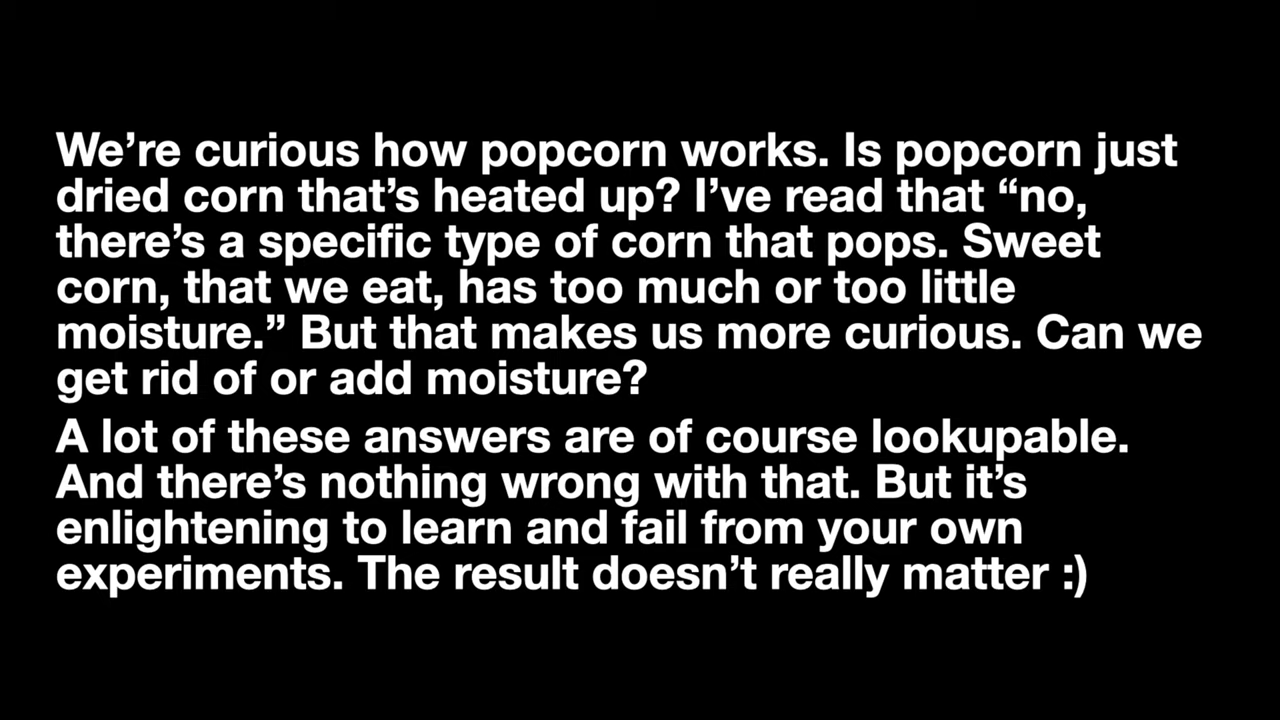 We’re curious how popcorn works. Is popcorn just
dried corn that’s heated up? I’ve read that “no,
there’s a specific type of corn that pops. Sweet
corn, that we eat, has too much or too little
moisture.” But that makes us more curious. Can we
get rid of or add moisture?
A lot of these answers are of course lookupable.
And there’s nothing wrong with that. But it’s
enlightening to learn and fail from your own
experiments. The result doesn’t really matter :)